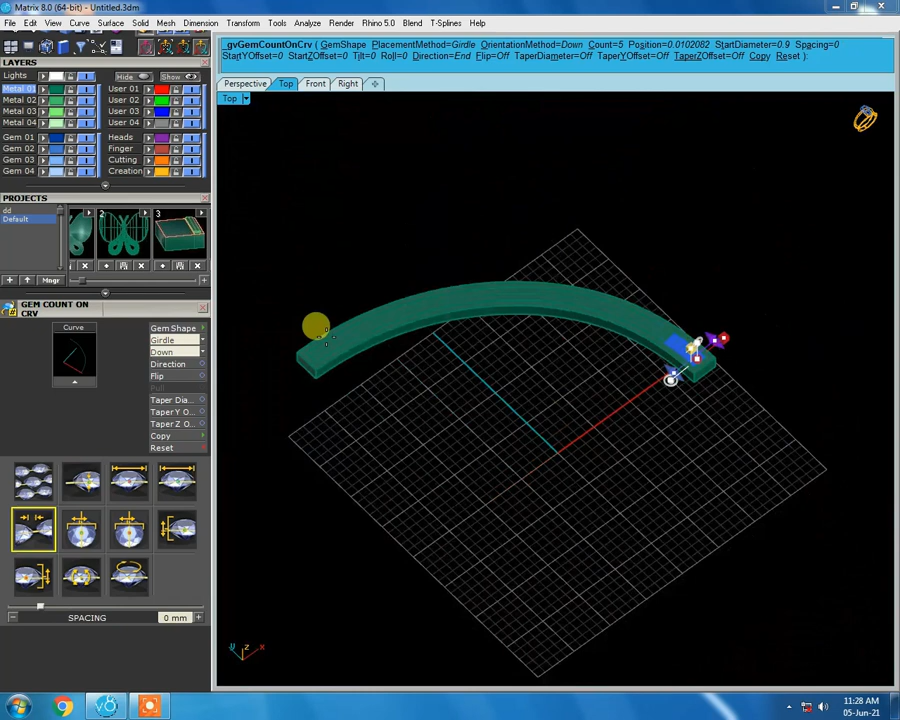 Matrix 8.0 (64-bit) - Untitled.3dm
File Edit View Curve Surface Solid Mesh Dimension Transform Tools Analyze Render Rhino 5.0 Blend T-Splines Help
_gvGemCountOnCrv ( GemShape PlacementMethod=Girdle OrientationMethod=Down Count=5 Position=0.0102082 StartDiameter=0.9 Spacing=0
StartYOffset=0 StartZOffset=0 Tilt=0 Roll=0 Direction=End Flip=Off TaperDiameter=Off TaperYOffset=Off TaperZOffset=Off Copy Reset ):
LAYERS
Lights Hide Show
Metal 01 User 01
Metal 02 User 02
Metal 03 User 03
Metal 04 User 04
Gem 01 Heads
Gem 02 Finger
Gem 03 Cutting
Gem 04 Creation
Perspective Top Front Right
Top
PROJECTS
dd
Default
2
3
Mngr
GEM COUNT ON
CRV
Curve
Gem Shape
Girdle
Down
Direction
Flip
Pull
Taper Dia...
Taper Y O...
Taper Z O...
Copy
Reset
SPACING 0 mm
y z x
11:28 AM
05-Jun-21